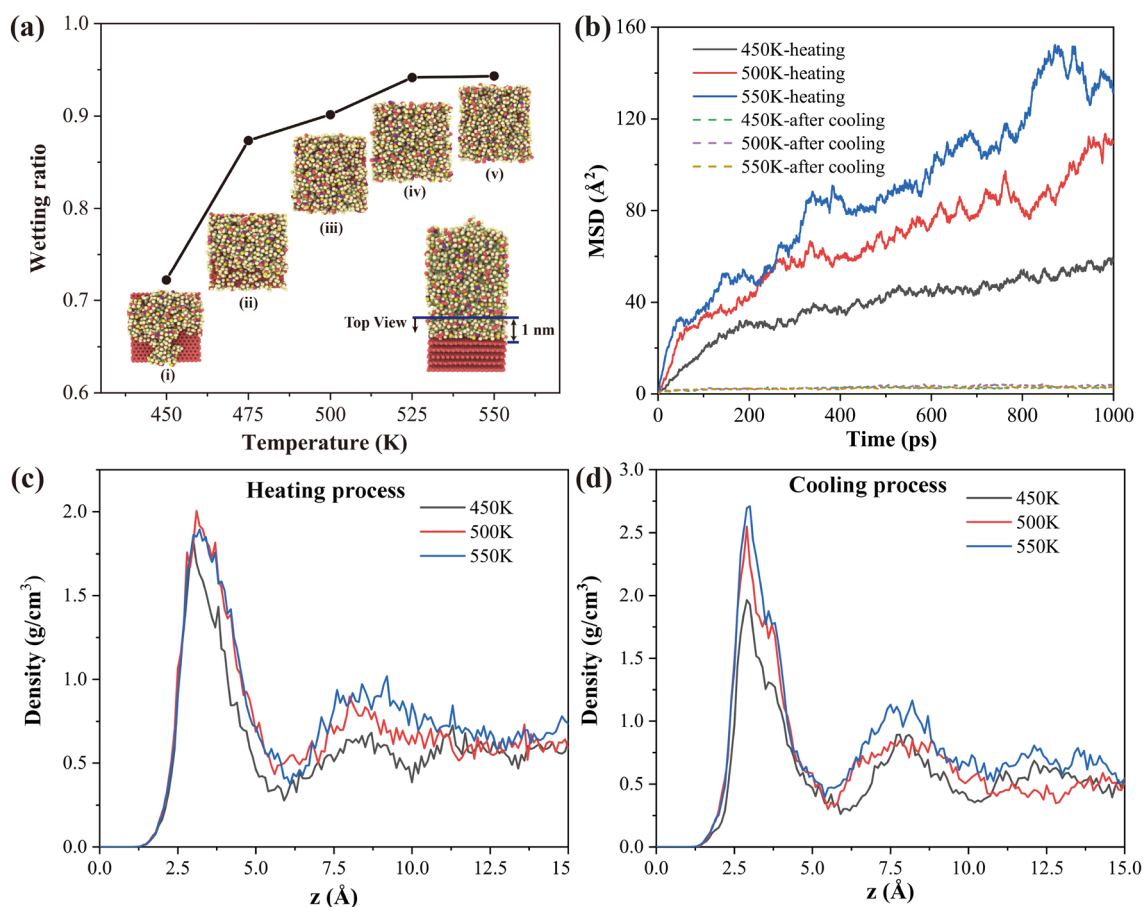 (a)
Wetting ratio
1.0
0.9
0.8
0.7
0.6
(i)
(ii)
(iii)
(iv)
(v)
Top View
1 nm
450
475
500
525
550
Temperature (K)
(b)
MSD (Å²)
160
120
80
40
0
450K-heating
500K-heating
550K-heating
450K-after cooling
500K-after cooling
550K-after cooling
0
200
400
600
800
1000
Time (ps)
(c)
Heating process
450K
500K
550K
Density (g/cm³)
2.0
1.5
1.0
0.5
0.0
0.0
2.5
5.0
7.5
10.0
12.5
15
z (Å)
(d)
Cooling process
450K
500K
550K
Density (g/cm³)
3.0
2.5
2.0
1.5
1.0
0.5
0.0
0.0
2.5
5.0
7.5
10.0
12.5
15.0
z (Å)